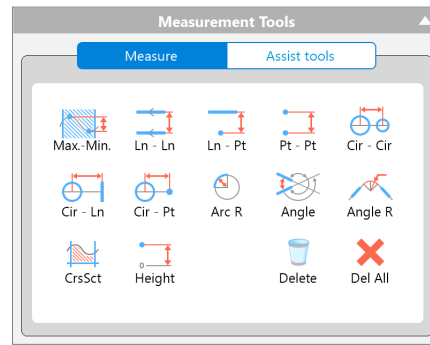 Measurement Tools
Measure Assist tools
Max.-Min. Ln - Ln Ln - Pt Pt - Pt Cir - Cir
Cir - Ln Cir - Pt Arc R Angle Angle R
0
CrsSct Height Delete Del All